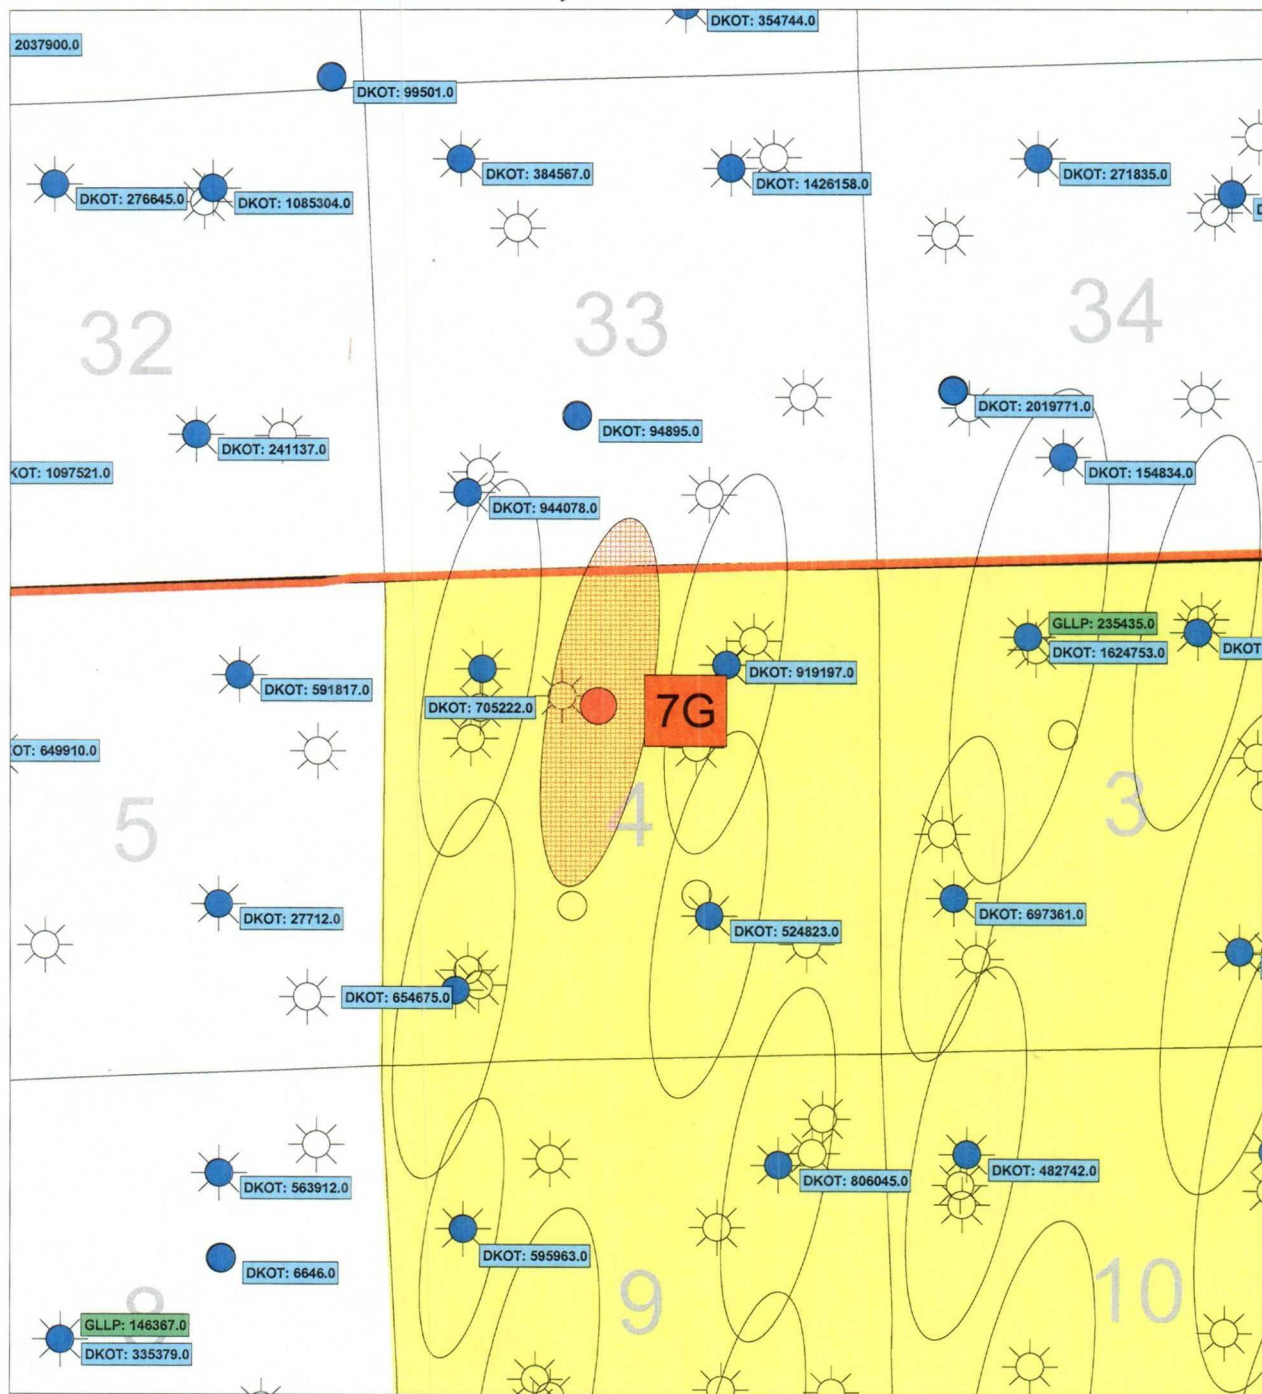 DKOT: 354744.0
2037900.0
DKOT: 99501.0
DKOT: 384567.0
DKOT: 1426158.0
DKOT: 271835.0
DKOT: 276645.0
DKOT: 1085304.0
32
33
34
DKOT: 2019771.0
DKOT: 94895.0
DKOT: 241137.0
KOT: 1097521.0
DKOT: 154834.0
DKOT: 944078.0
GLLP: 235435.0
DKOT: 1624753.0
DKOT
DKOT: 919197.0
DKOT: 591817.0
DKOT: 705222.0
7G
OT: 649910.0
5
4
3
DKOT: 27712.0
DKOT: 524823.0
DKOT: 697361.0
DKOT: 654675.0
DKOT: 563912.0
DKOT: 806045.0
DKOT: 482742.0
DKOT: 595963.0
DKOT: 6646.0
8
9
10
GLLP: 146367.0
DKOT: 335379.0